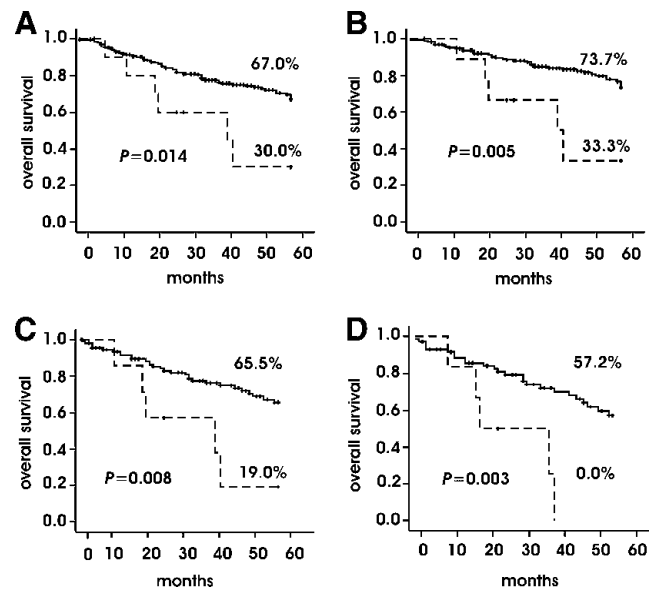 A
1.0
0.8
0.6
0.4
0.2
0.0
overall survival
67.0%
P=0.014
30.0%
0 10 20 30 40 50 60
months
B
1.0
0.8
0.6
0.4
0.2
0.0
overall survival
73.7%
P=0.005
33.3%
0 10 20 30 40 50 60
months
C
1.0
0.8
0.6
0.4
0.2
0.0
overall survival
65.5%
P=0.008
19.0%
0 10 20 30 40 50 60
months
D
1.0
0.8
0.6
0.4
0.2
0.0
overall survival
57.2%
P=0.003
0.0%
0 10 20 30 40 50 60
months